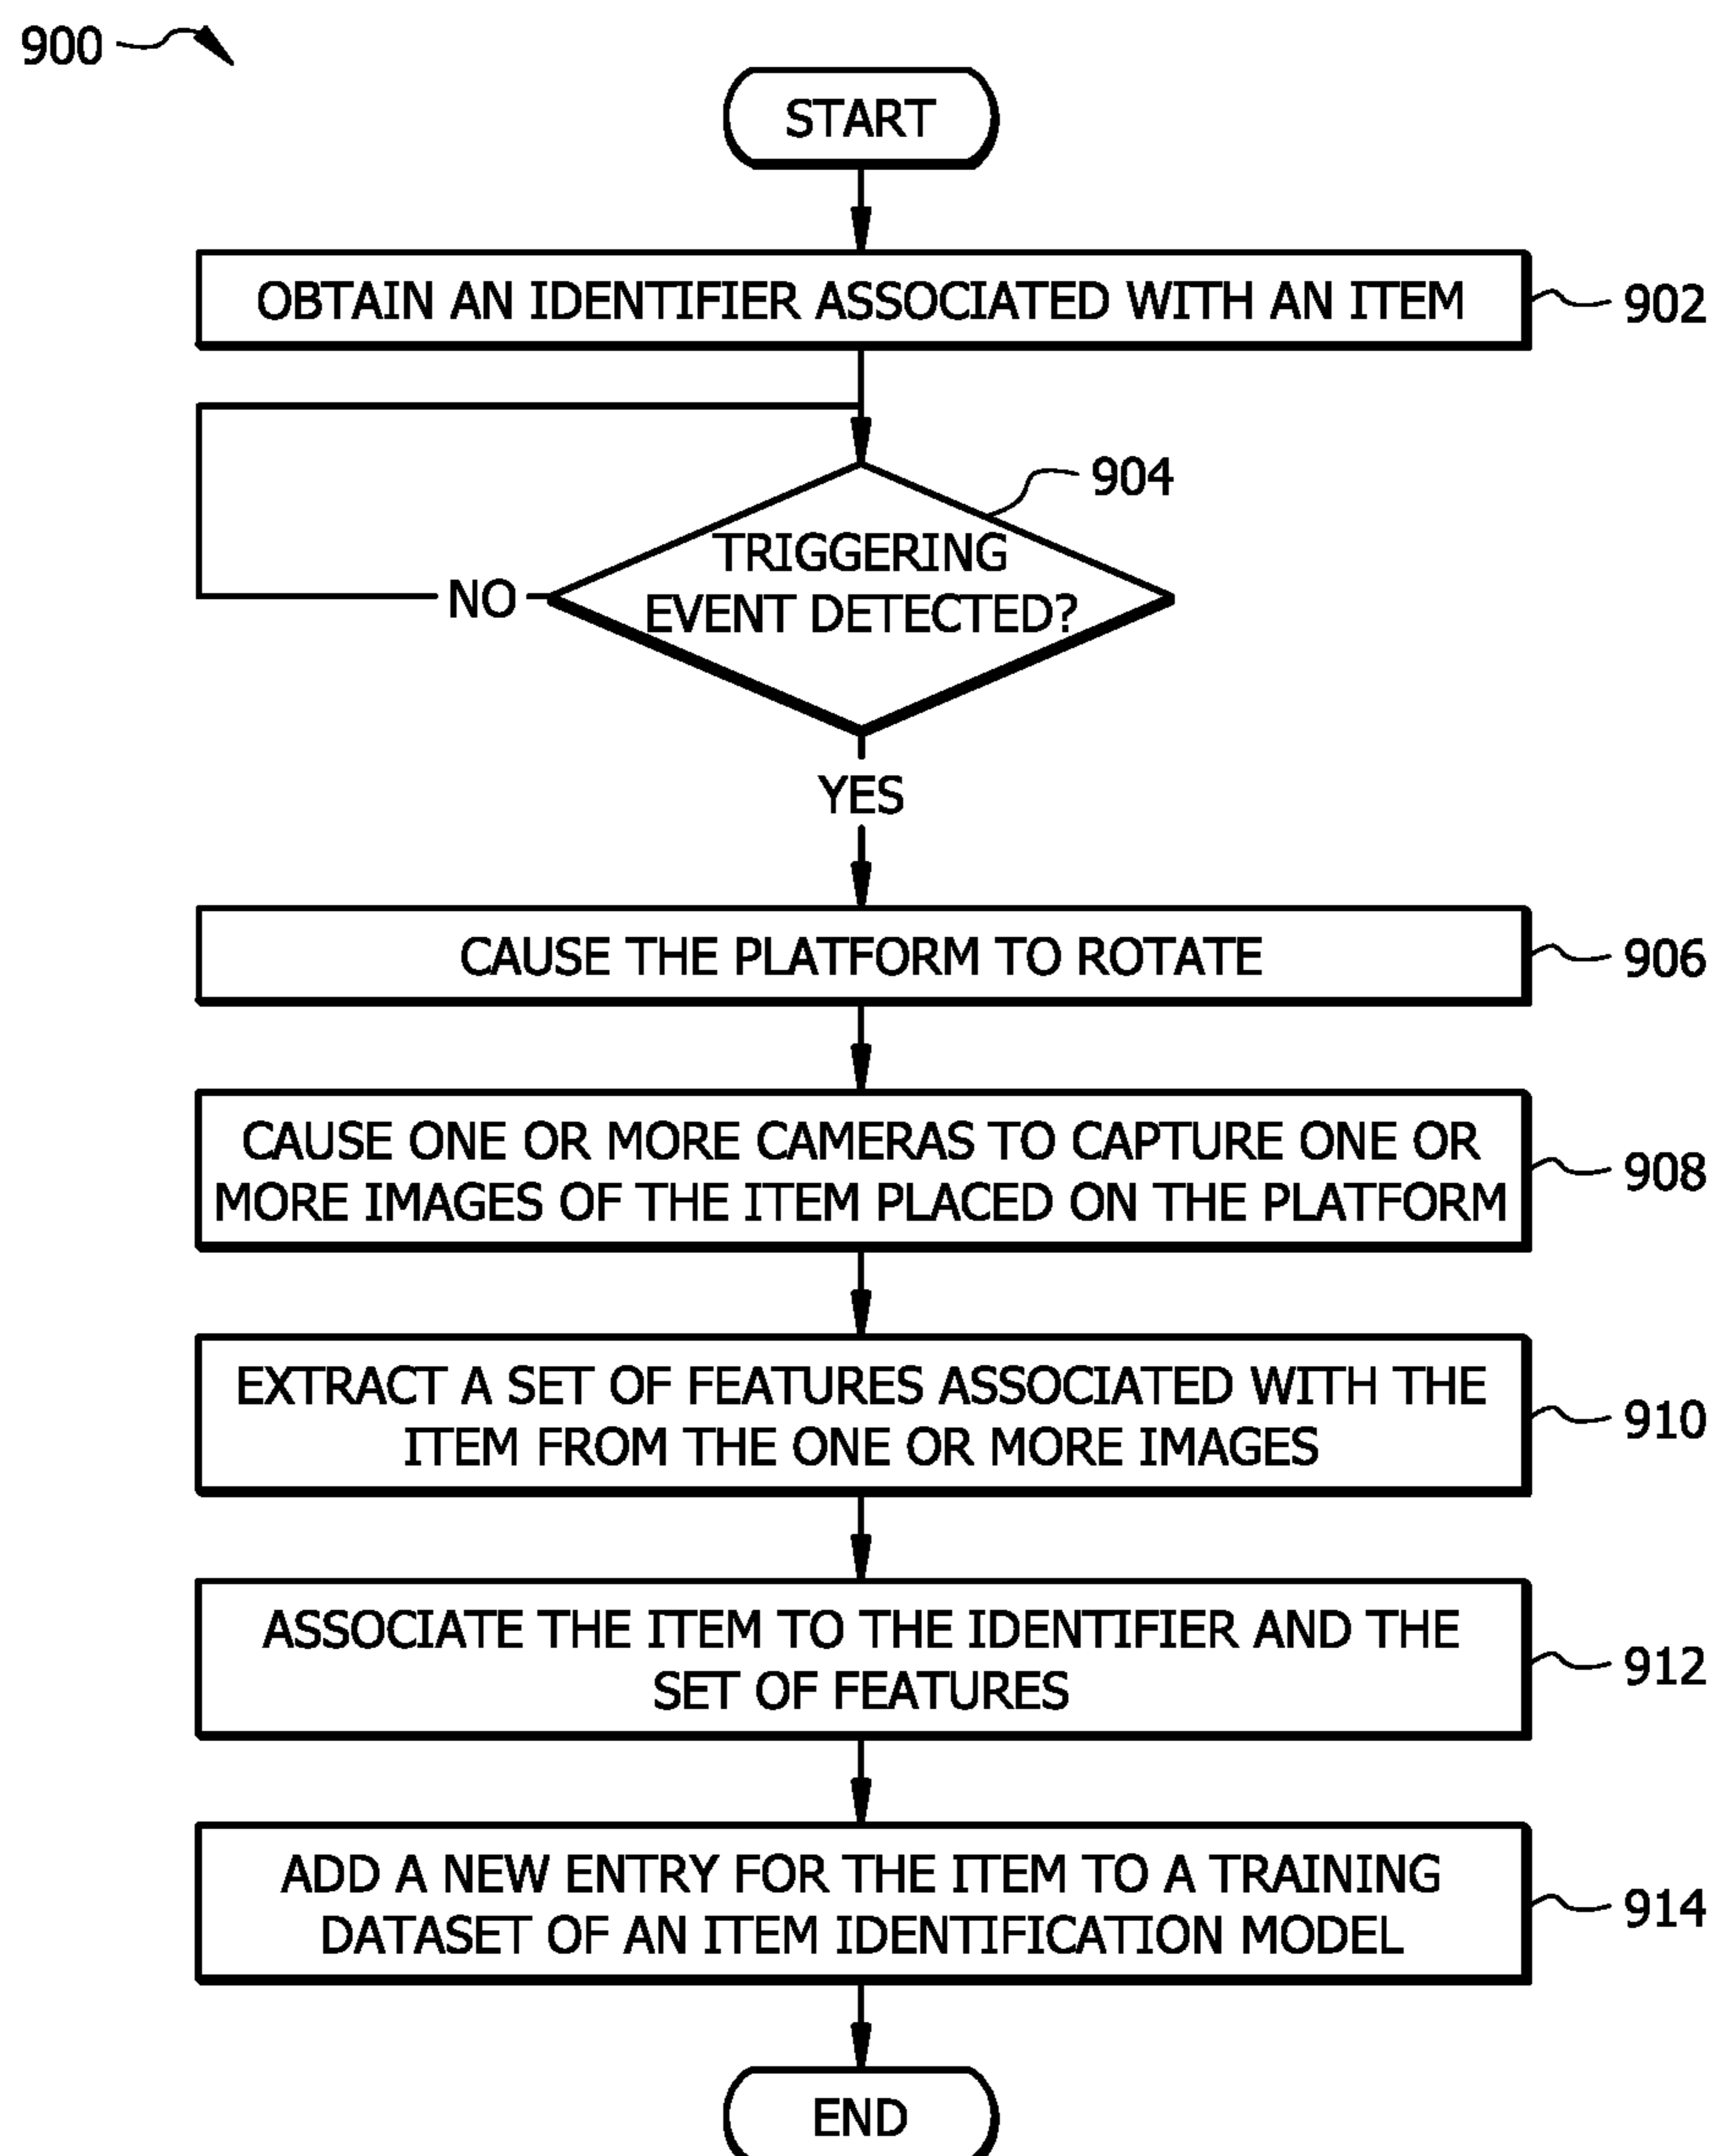 900
START
OBTAIN AN IDENTIFIER ASSOCIATED WITH AN ITEM
902
904
TRIGGERING
EVENT DETECTED?
NO
YES
CAUSE THE PLATFORM TO ROTATE
906
CAUSE ONE OR MORE CAMERAS TO CAPTURE ONE OR
MORE IMAGES OF THE ITEM PLACED ON THE PLATFORM
908
EXTRACT A SET OF FEATURES ASSOCIATED WITH THE
ITEM FROM THE ONE OR MORE IMAGES
910
ASSOCIATE THE ITEM TO THE IDENTIFIER AND THE
SET OF FEATURES
912
ADD A NEW ENTRY FOR THE ITEM TO A TRAINING
DATASET OF AN ITEM IDENTIFICATION MODEL
914
END